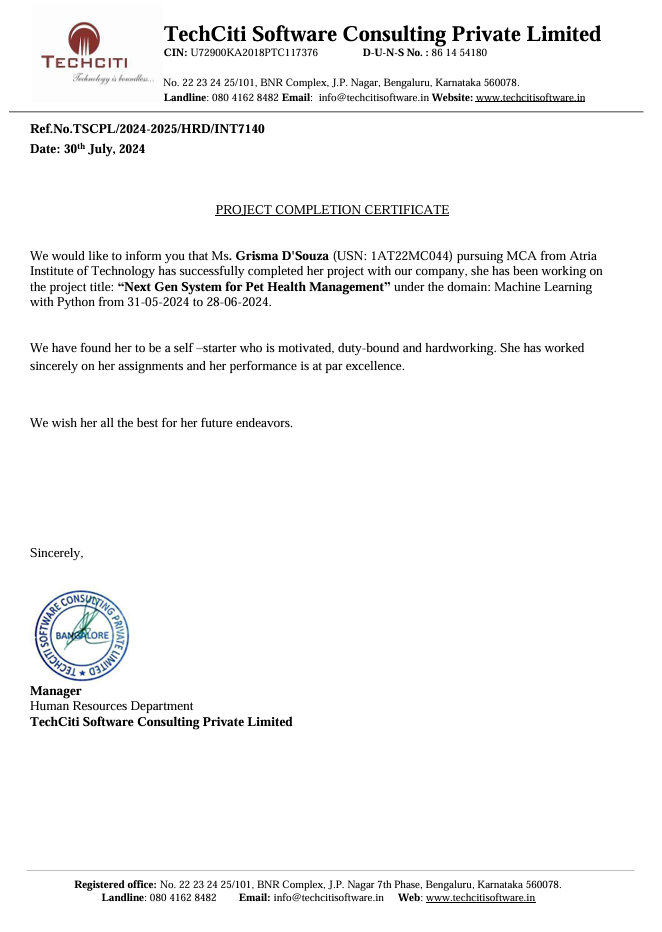 TECHCITI
Technology is boundless...
TechCiti Software Consulting Private Limited
CIN: U72900KA2018PTC117376 D-U-N-S No. : 86 14 54180
No. 22 23 24 25/101, BNR Complex, J.P. Nagar, Bengaluru, Karnataka 560078.
Landline: 080 4162 8482 Email: info@techcitisoftware.in Website: www.techcitisoftware.in
Ref.No.TSCPL/2024-2025/HRD/INT7140
Date: 30th July, 2024
PROJECT COMPLETION CERTIFICATE
We would like to inform you that Ms. Grisma D'Souza (USN: 1AT22MC044) pursuing MCA from Atria
Institute of Technology has successfully completed her project with our company, she has been working on
the project title: “Next Gen System for Pet Health Management” under the domain: Machine Learning
with Python from 31-05-2024 to 28-06-2024.
We have found her to be a self –starter who is motivated, duty-bound and hardworking. She has worked
sincerely on her assignments and her performance is at par excellence.
We wish her all the best for her future endeavors.
Sincerely,
TECHCITI SOFTWARE CONSULTING PRIVATE LIMITED ★
BANGALORE
Manager
Human Resources Department
TechCiti Software Consulting Private Limited
Registered office: No. 22 23 24 25/101, BNR Complex, J.P. Nagar 7th Phase, Bengaluru, Karnataka 560078.
Landline: 080 4162 8482 Email: info@techcitisoftware.in Web: www.techcitisoftware.in